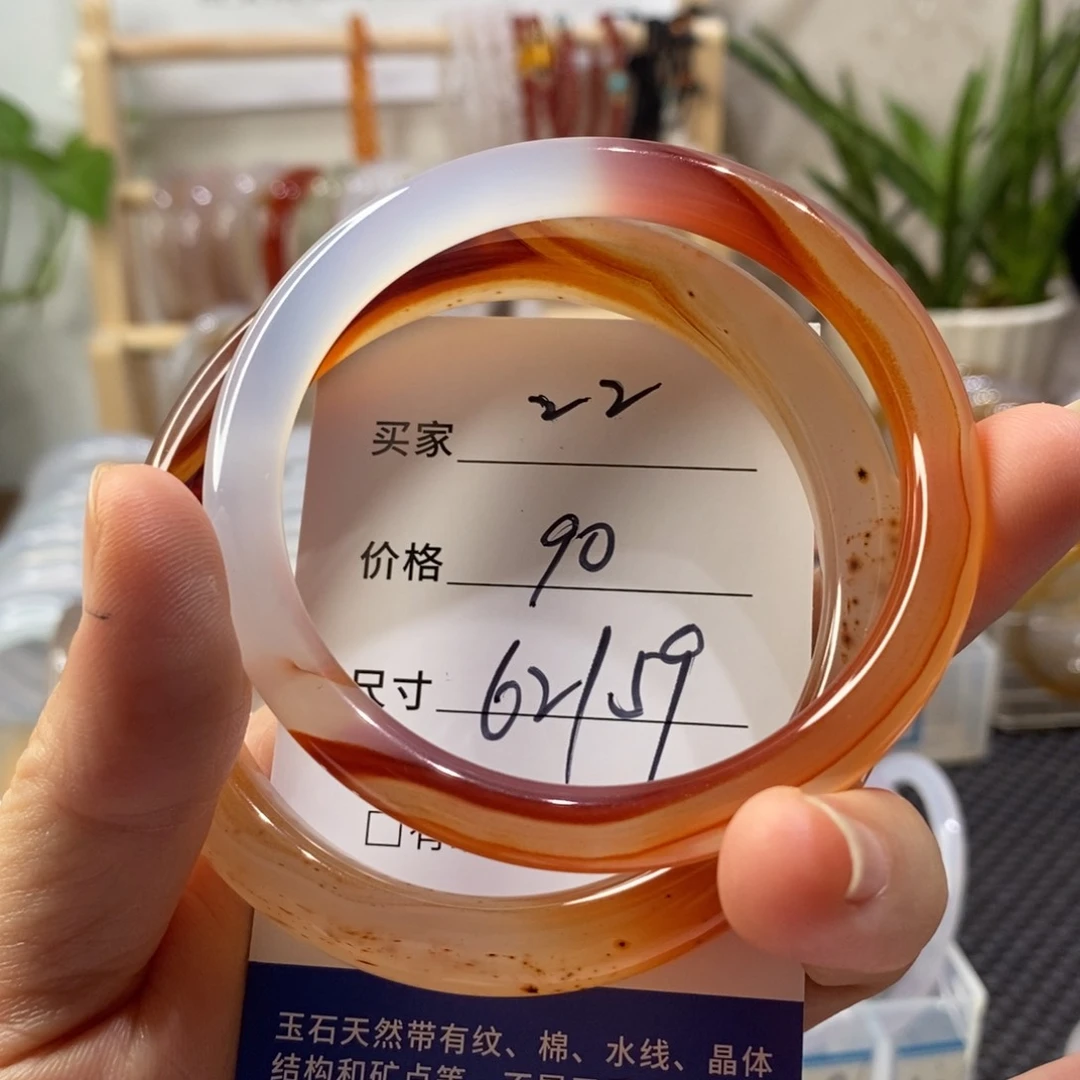 买家 22
价格 90
尺寸 62/59
□有
玉石天然带有纹、棉、水线、晶体
结构和矿点等